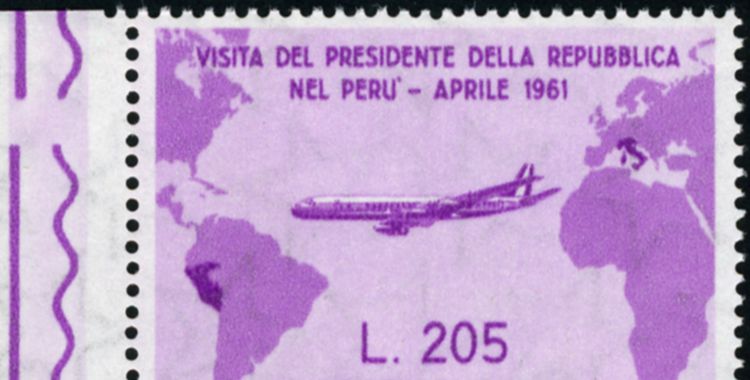 VISITA DEL PRESIDENTE DELLA REPUBBLICA
NEL PERU' - APRILE 1961
L. 205